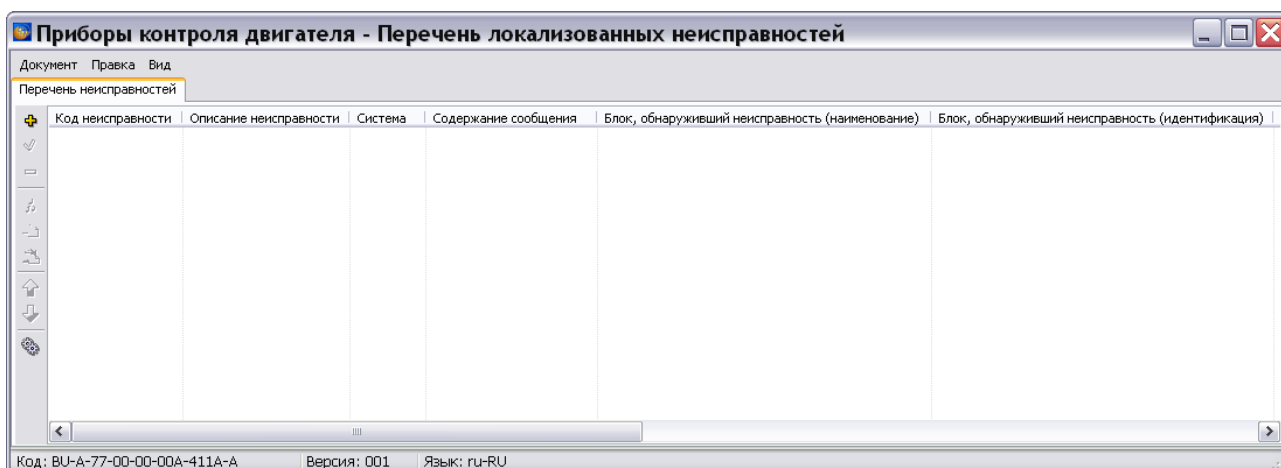 Приборы контроля двигателя - Перечень локализованных неисправностей
Документ Правка Вид
Перечень неисправностей
Код неисправности Описание неисправности Система Содержание сообщения Блок, обнаруживший неисправность (наименование) Блок, обнаруживший неисправность (идентификация)
Код: BU-A-77-00-00-00A-411A-A Версия: 001 Язык: ru-RU